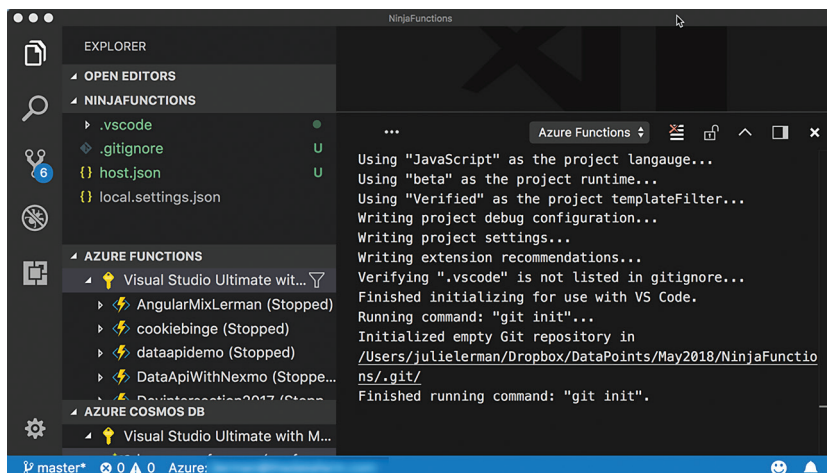 NinjaFunctions
EXPLORER
OPEN EDITORS
NINJAFUNCTIONS
.vscode
.gitignore U
{} host.json U
{} local.settings.json
6
AZURE FUNCTIONS
Visual Studio Ultimate wit...
AngularMixLerman (Stopped)
cookiebinge (Stopped)
dataapidemo (Stopped)
DataApiWithNexmo (Stoppe...
AZURE COSMOS DB
Visual Studio Ultimate with M...
... Azure Functions
Using "JavaScript" as the project langauge...
Using "beta" as the project runtime...
Using "Verified" as the project templateFilter...
Writing project debug configuration...
Writing project settings...
Writing extension recommendations...
Verifying ".vscode" is not listed in gitignore...
Finished initializing for use with VS Code.
Running command: "git init"...
Initialized empty Git repository in
/Users/julielerman/Dropbox/DataPoints/May2018/NinjaFunctio
ns/.git/
Finished running command: "git init".
master* 0 0 Azure: